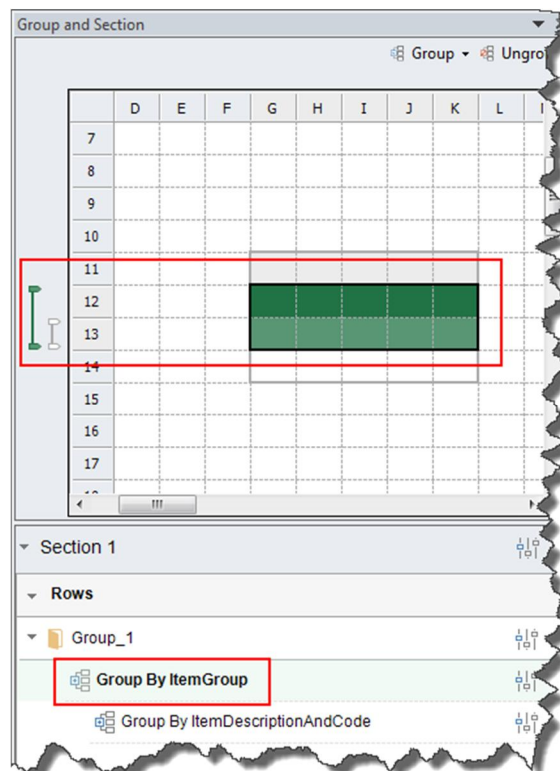 Group and Section
Group
D E F G H I J K L
7
8
9
10
11
12
13
14
15
16
17
Section 1
Rows
Group_1
Group By ItemGroup
Group By ItemDescriptionAndCode